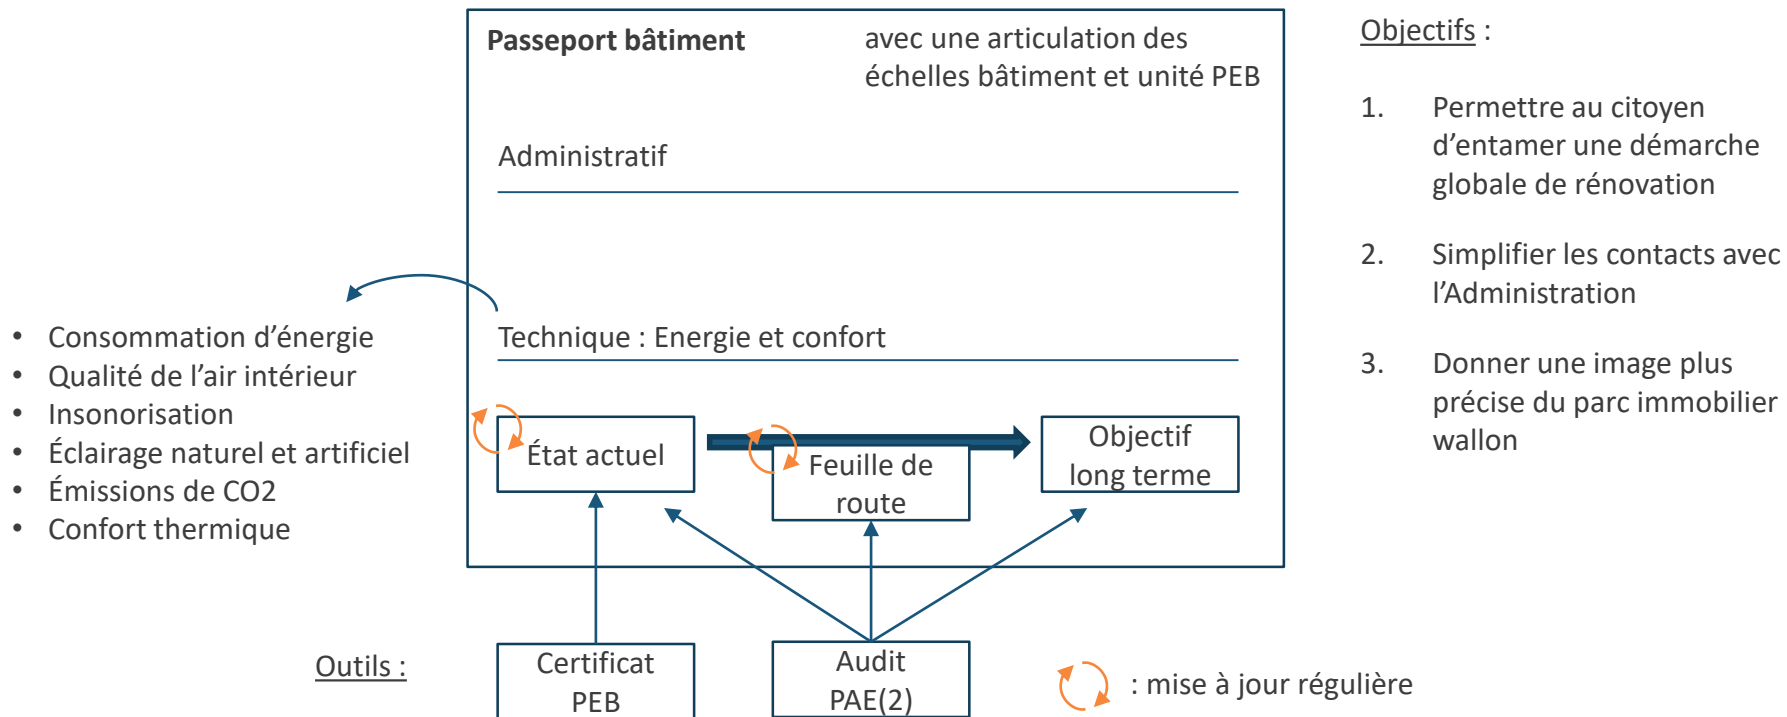 Passeport bâtiment
avec une articulation des
échelles bâtiment et unité PEB
Administratif
Technique : Energie et confort
• Consommation d’énergie
• Qualité de l’air intérieur
• Insonorisation
• Éclairage naturel et artificiel
• Émissions de CO2
• Confort thermique
État actuel
Feuille de
route
Objectif
long terme
Outils :
Certificat
PEB
Audit
PAE(2)
: mise à jour régulière
Objectifs :
1. Permettre au citoyen
d’entamer une démarche
globale de rénovation
2. Simplifier les contacts avec
l’Administration
3. Donner une image plus
précise du parc immobilier
wallon